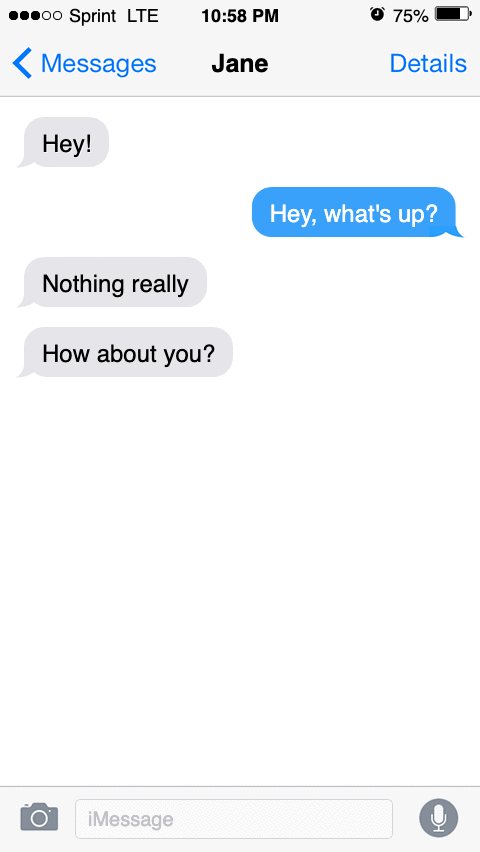 Sprint LTE 10:58 PM 75%
Messages Jane Details
Hey!
Hey, what's up?
Nothing really
How about you?
iMessage